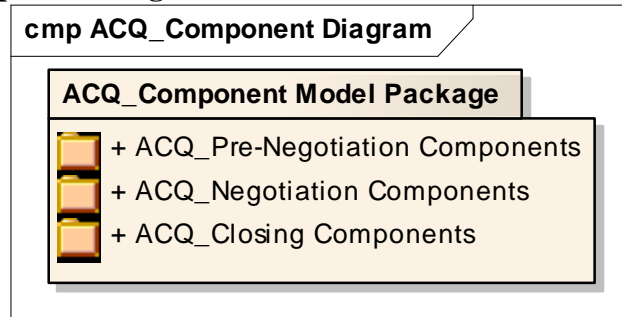 cmp ACQ_Component Diagram
ACQ_Component Model Package
+ ACQ_Pre-Negotiation Components
+ ACQ_Negotiation Components
+ ACQ_Closing Components